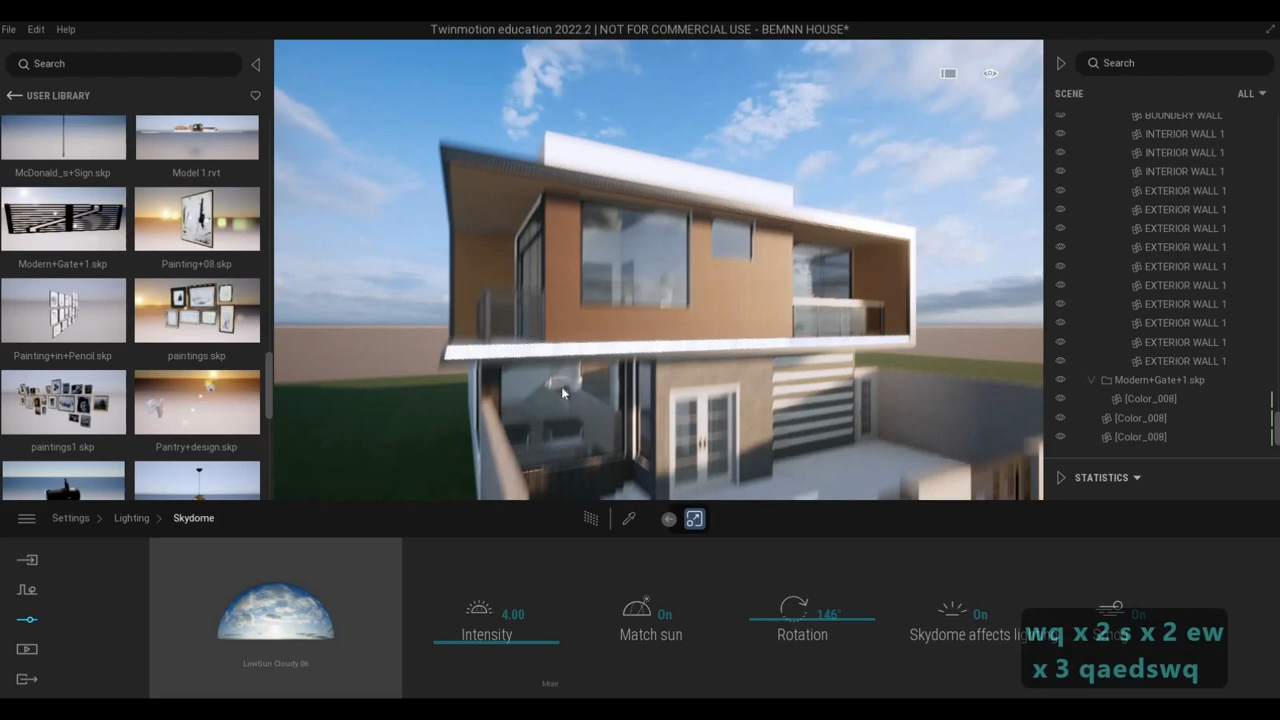 File Edit Help
Twinmotion education 2022.2 | NOT FOR COMMERCIAL USE - BEMNN HOUSE*
Search
USER LIBRARY
McDonald_s+Sign.skp
Model 1.rvt
Modern+Gate+1.skp
Painting+08.skp
Painting+in+Pencil.skp
paintings.skp
paintings1.skp
Pantry+design.skp
Search
SCENE
ALL
BOUNDERY WALL
INTERIOR WALL 1
INTERIOR WALL 1
INTERIOR WALL 1
EXTERIOR WALL 1
EXTERIOR WALL 1
EXTERIOR WALL 1
EXTERIOR WALL 1
EXTERIOR WALL 1
EXTERIOR WALL 1
EXTERIOR WALL 1
EXTERIOR WALL 1
EXTERIOR WALL 1
EXTERIOR WALL 1
Modern+Gate+1.skp
[Color_008]
[Color_008]
[Color_008]
STATISTICS
Settings > Lighting > Skydome
LowSun Cloudy 06
4.00
Intensity
More
On
Match sun
146°
Rotation
On
Skydome affects lighting
On
wq x 2 s x 2 ew
x 3 qaedswq